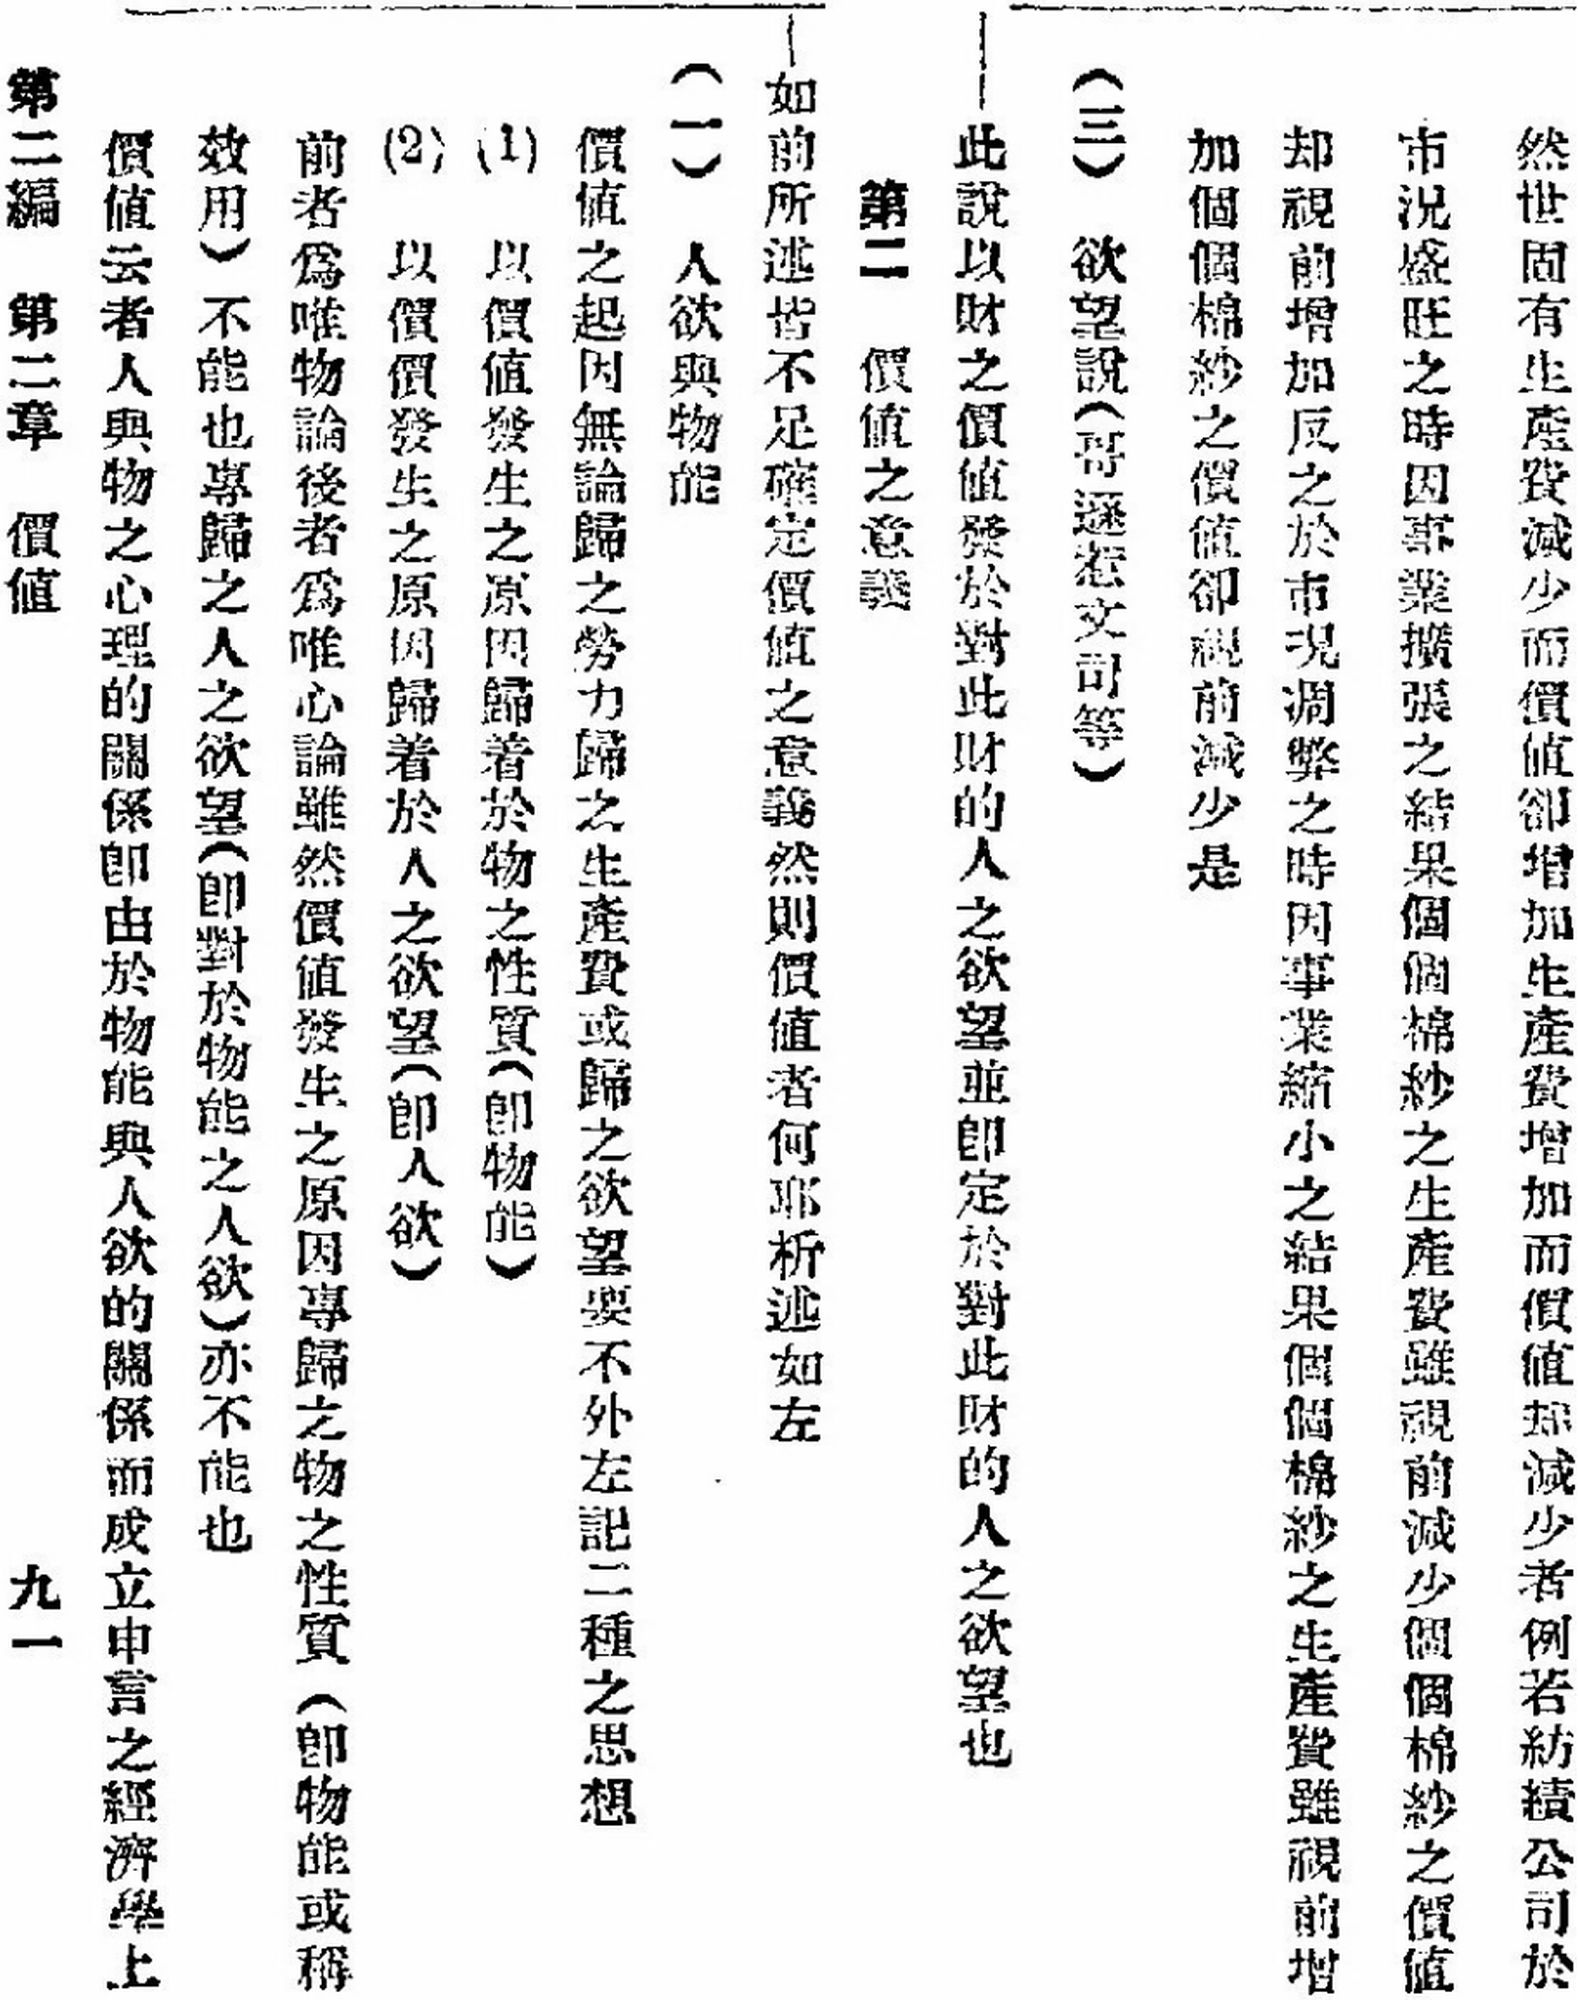 然世固有生產費減少而價值卻增加生產費增加而價值却減少者例若紡績公司於
市況盛旺之時因事業擴張之結果個個棉紗之生產費雖視前減少個個棉紗之價值
却視前增加反之於市況凋弊之時因事業縮小之結果個個棉紗之生產費雖視前增
加個個棉紗之價值卻視前減少是
(三) 欲望說(哥遜惹文司等)
此說以財之價值發於對此財的人之欲望並卽定於對此財的人之欲望也
第二 價值之意義
如前所述皆不足確定價值之意義然則價值者何耶析述如左
(一) 人欲與物能
價值之起因無論歸之勞力歸之生產費或歸之欲望要不外左記二種之思想
(1) 以價值發生之原因歸着於物之性質(卽物能)
(2) 以價價發生之原因歸着於人之欲望(卽人欲)
前者爲唯物論後者爲唯心論雖然價值發生之原因專歸之物之性質(卽物能或稱
效用)不能也專歸之人之欲望(卽對於物能之人欲)亦不能也
價值云者人與物之心理的關係卽由於物能與人欲的關係而成立申言之經濟學上
第二編 第二章 價值 九一